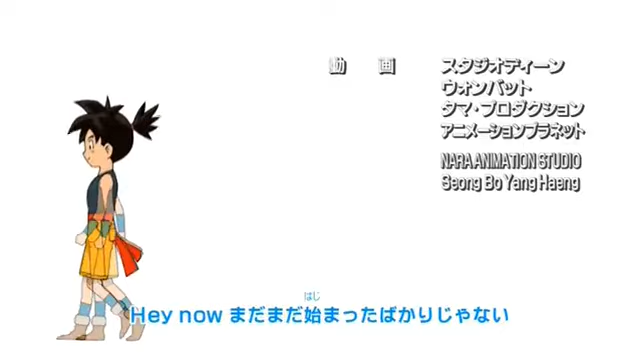 動　画
スタジオディーン
ウォンバット
タマ・プロダクション
アニメーションプラネット
NARA ANIMATION STUDIO
Seong Bo Yang Haeng
はじ
Hey now まだまだ始まったばかりじゃない